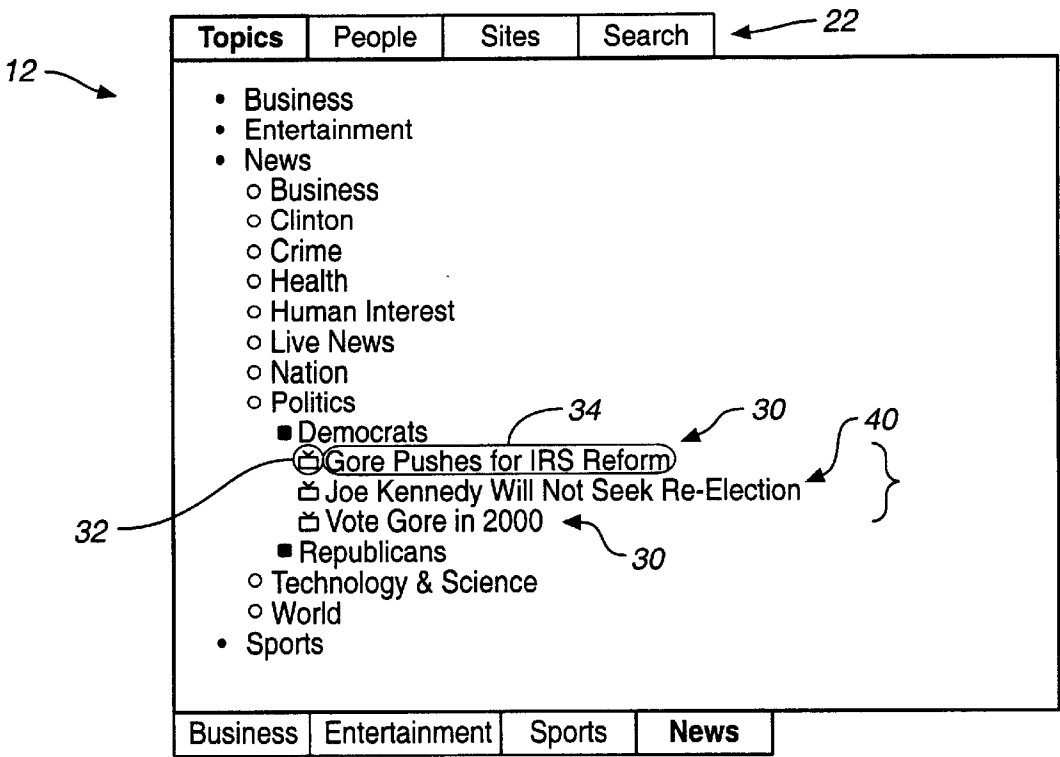 Topics People Sites Search 22
12
• Business
• Entertainment
• News
○ Business
○ Clinton
○ Crime
○ Health
○ Human Interest
○ Live News
○ Nation
○ Politics
34 30 40
■ Democrats
Gore Pushes for IRS Reform
Joe Kennedy Will Not Seek Re-Election
32 Vote Gore in 2000
■ Republicans 30
○ Technology & Science
○ World
• Sports
Business Entertainment Sports News